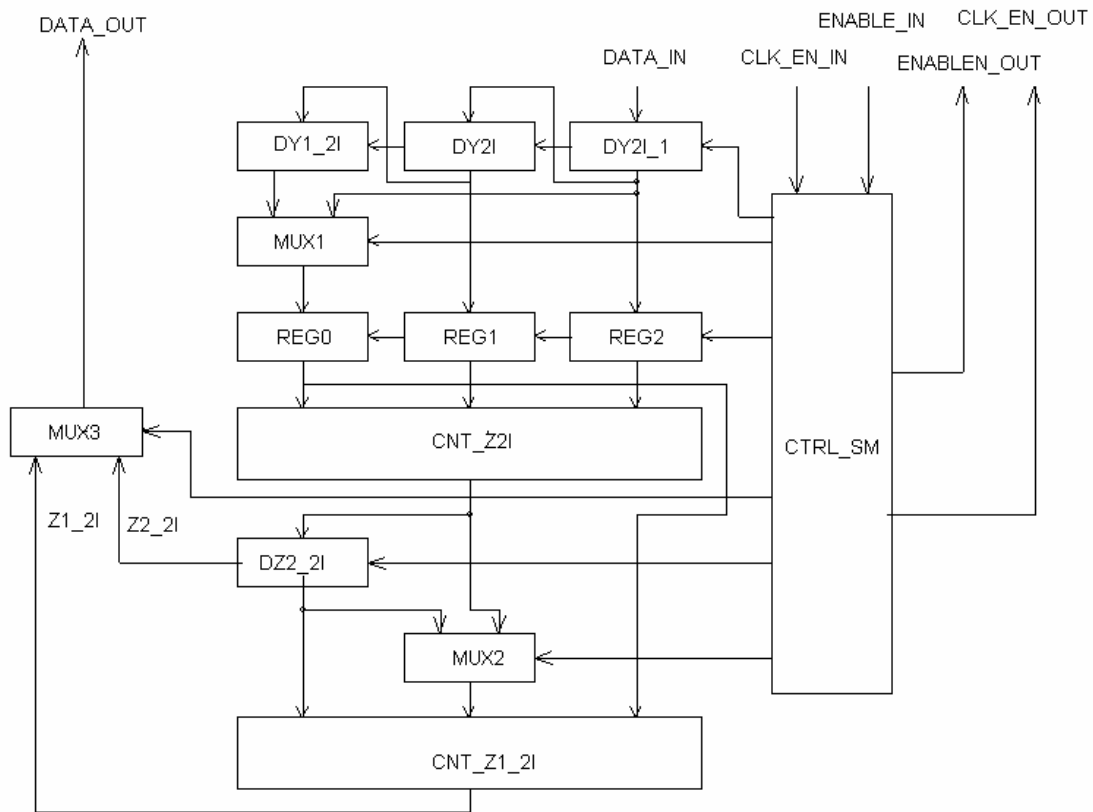 DATA_OUT
ENABLE_IN
CLK_EN_OUT
DATA_IN
CLK_EN_IN
ENABLEN_OUT
DY1_2I
DY2I
DY2I_1
MUX1
REG0
REG1
REG2
MUX3
CNT_Z2I
CTRL_SM
Z1_2I
Z2_2I
DZ2_2I
MUX2
CNT_Z1_2I